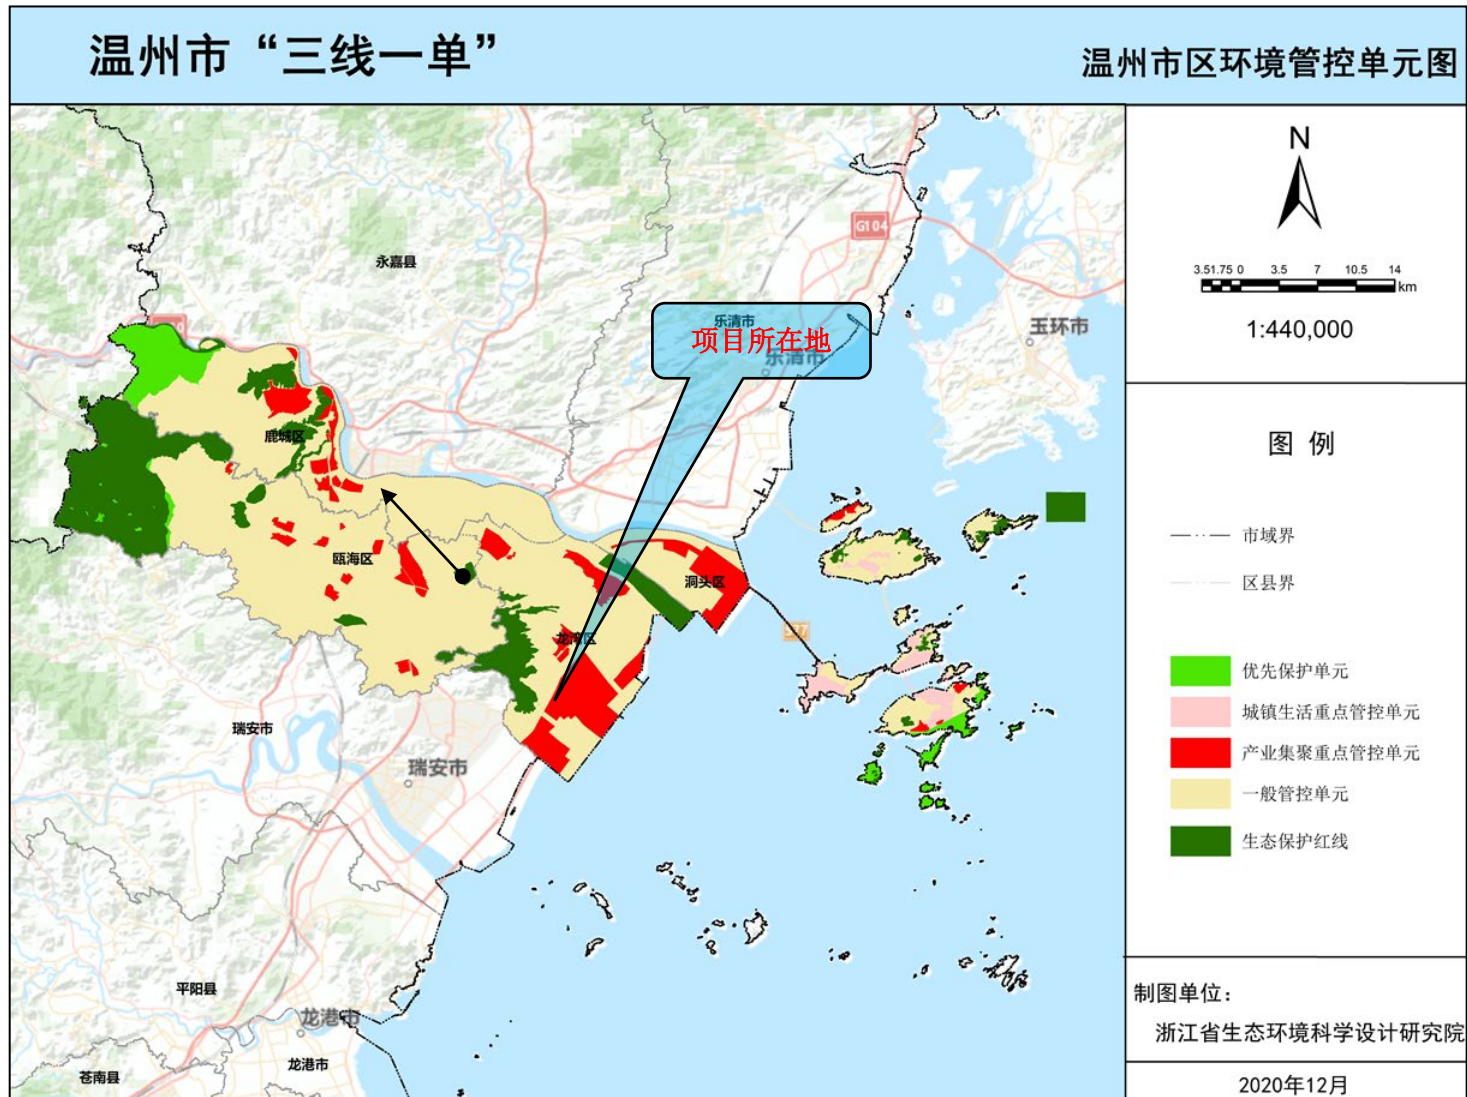 温州市“三线一单”
温州市区环境管控单元图
N
3.51.75 0 3.5 7 10.5 14
km
1:440,000
图 例
市域界
区县界
优先保护单元
城镇生活重点管控单元
产业集聚重点管控单元
一般管控单元
生态保护红线
制图单位：
浙江省生态环境科学设计研究院
2020年12月
G104
永嘉县
乐清市
项目所在地
乐清市
玉环市
鹿城区
瓯海区
洞头区
龙湾区
瑞安市
瑞安市
平阳县
龙港市
龙港市
苍南县